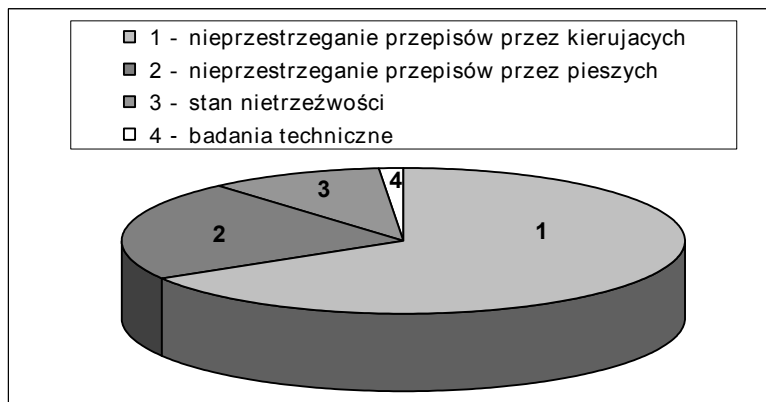 1 - nieprzestrzeganie przepisów przez kierujacych
2 - nieprzestrzeganie przepisów przez pieszych
3 - stan nietrzeźwości
4 - badania techniczne
3
4
2
1